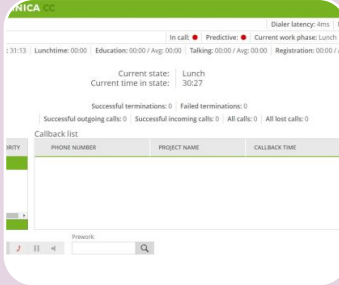 NICA CC
Dialer latency: 4ms
In call: Predictive: Current work phase: Lunch
31:13 Lunchtime: 00:00 Education: 00:00 / Avg: 00:00 Talking: 00:00 / Avg: 00:00 Registration: 00:00 /
Current state: Lunch
Current time in state: 30:27
Successful terminations: 0 Failed terminations: 0
Successful outgoing calls: 0 Successful incoming calls: 0 All calls: 0 All lost calls: 0
Callback list
RITY PHONE NUMBER PROJECT NAME CALLBACK TIME
Prework: